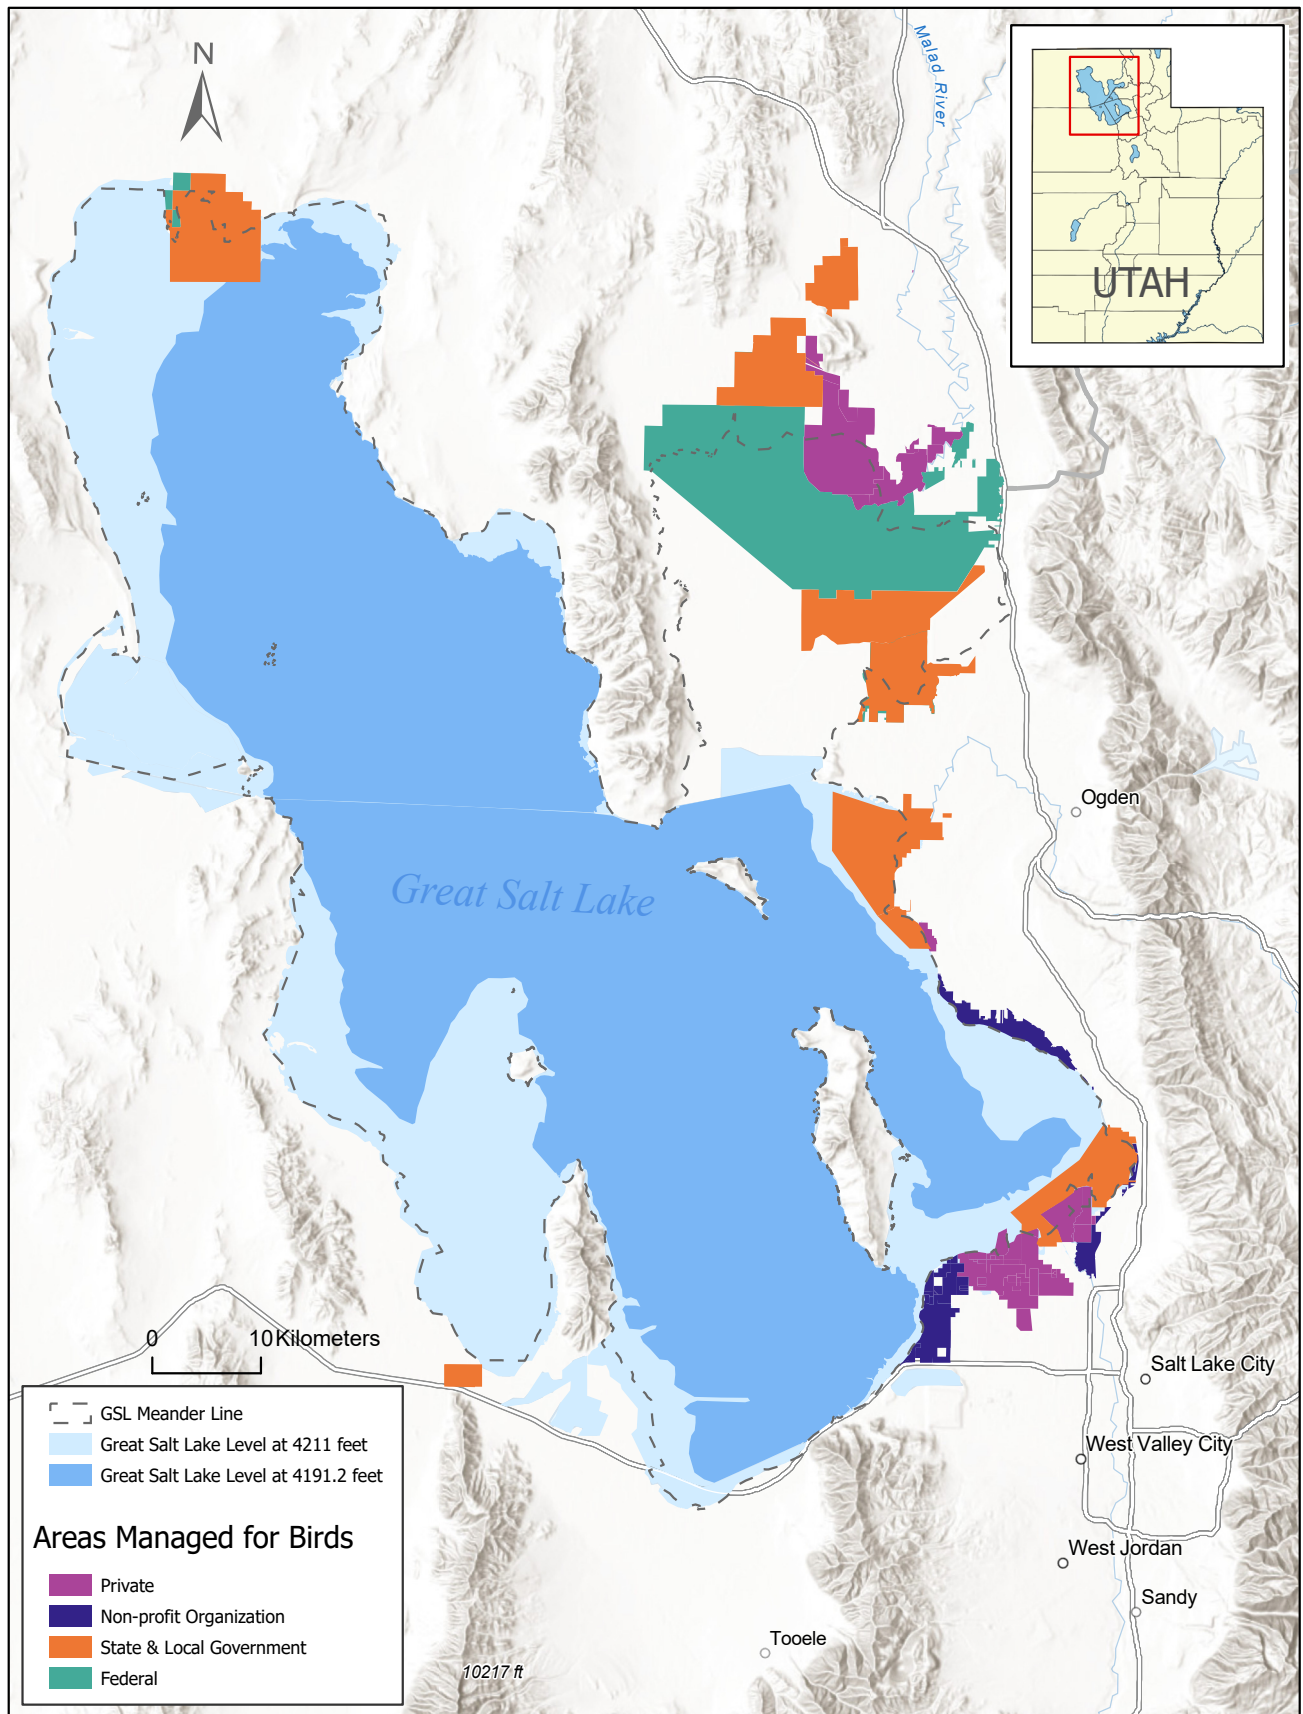 N
Malad River
UTAH
Ogden
Great Salt Lake
0 10 Kilometers
Salt Lake City
West Valley City
West Jordan
Sandy
Tooele
10217 ft
GSL Meander Line
Great Salt Lake Level at 4211 feet
Great Salt Lake Level at 4191.2 feet
Areas Managed for Birds
Private
Non-profit Organization
State & Local Government
Federal